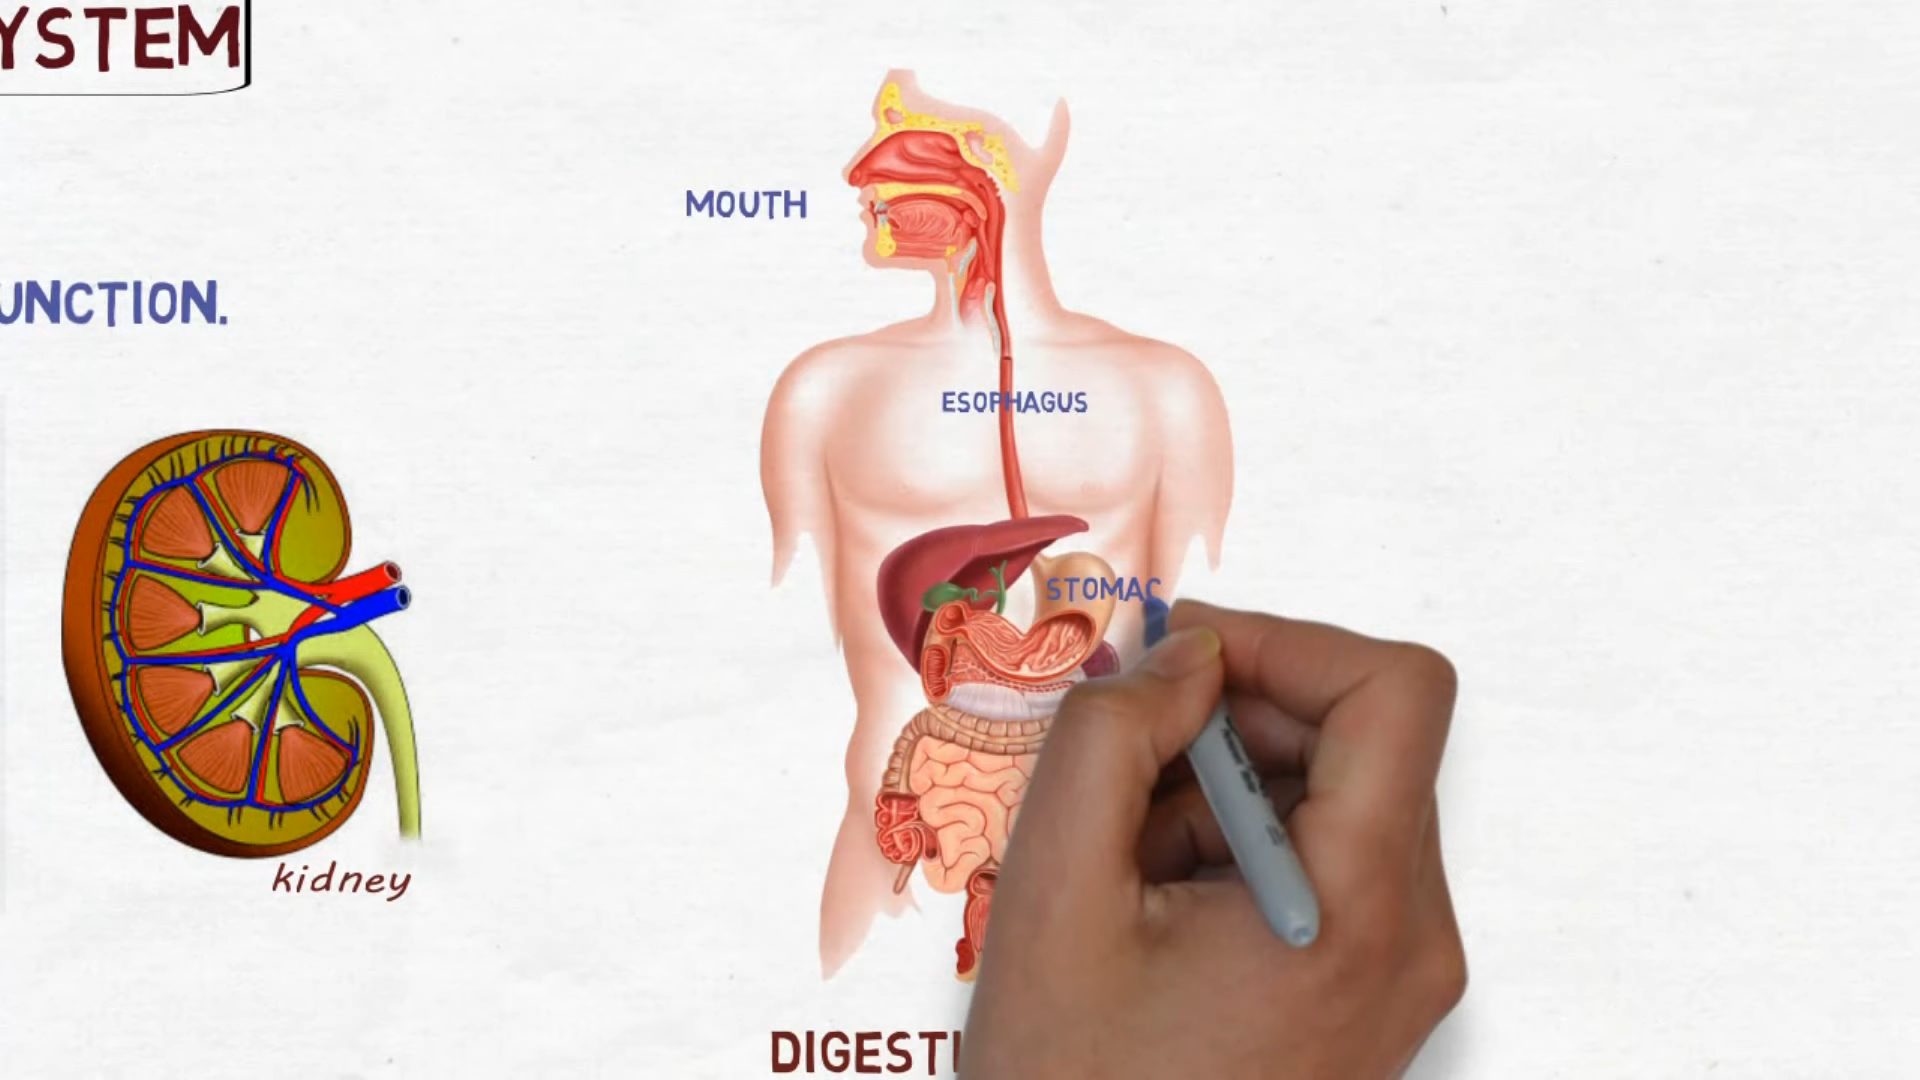 YSTEM
MOUTH
UNCTION.
ESOPHAGUS
STOMAC
kidney
DIGESTI